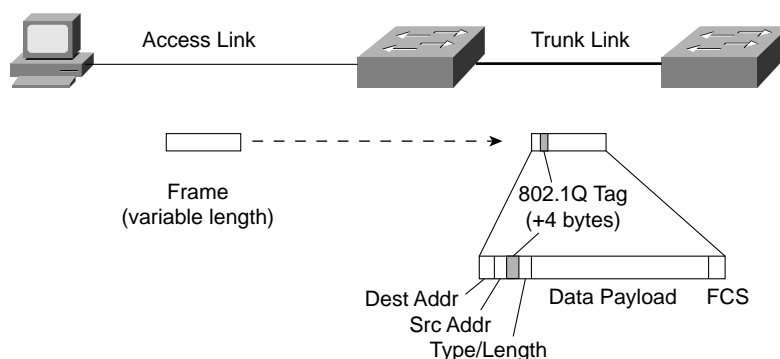 Access Link
Trunk Link
Frame
(variable length)
802.1Q Tag
(+4 bytes)
Dest Addr
Data Payload
FCS
Src Addr
Type/Length